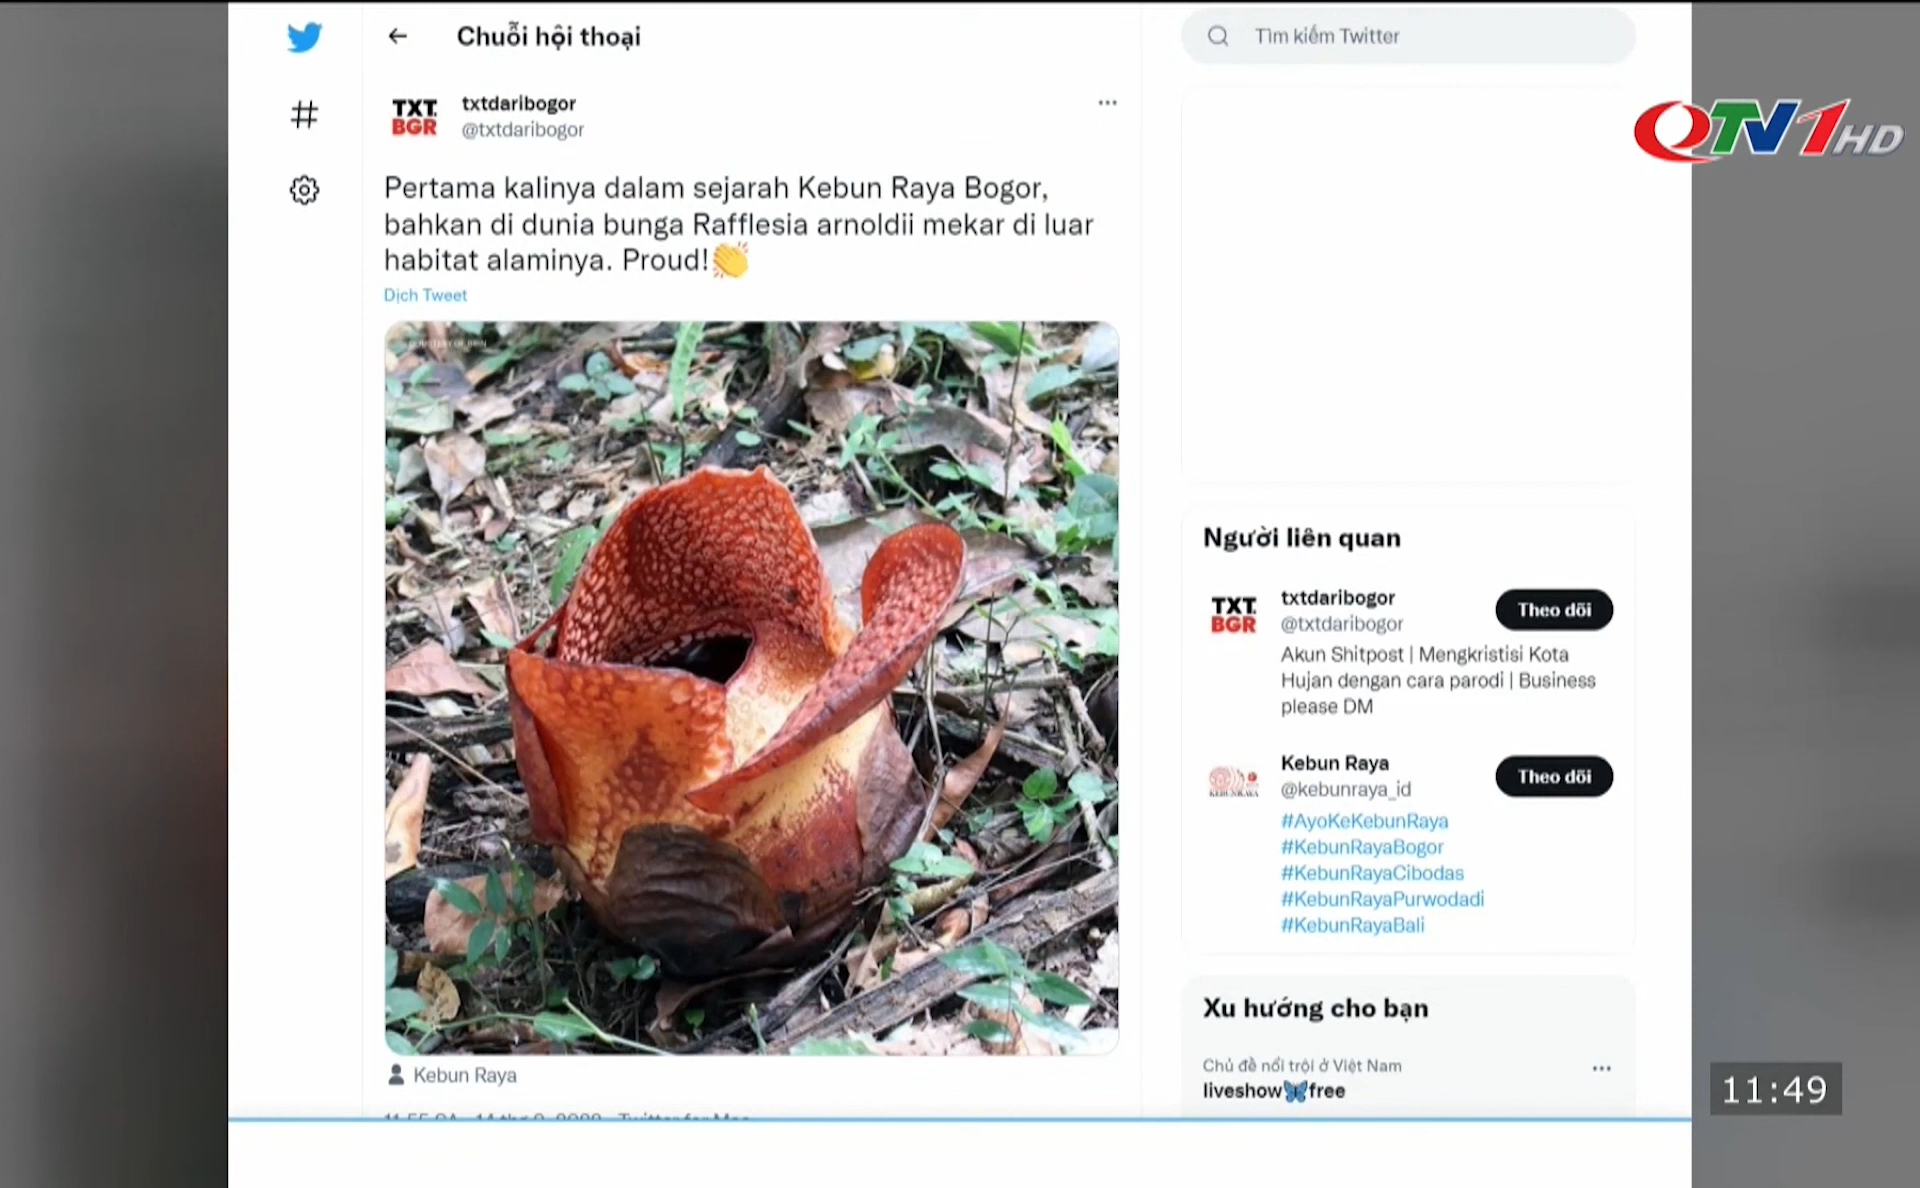 Chuỗi hội thoại
Tìm kiếm Twitter
QTV1HD
TXT.
BGR
txtdaribogor
@txtdaribogor
Pertama kalinya dalam sejarah Kebun Raya Bogor,
bahkan di dunia bunga Rafflesia arnoldii mekar di luar
habitat alaminya. Proud!👏
Dịch Tweet
Kebun Raya
Người liên quan
TXT.
BGR
txtdaribogor
@txtdaribogor
Theo dõi
Akun Shitpost | Mengkristisi Kota
Hujan dengan cara parodi | Business
please DM
KEBUN RAYA
Kebun Raya
@kebunraya_id
Theo dõi
#AyoKeKebunRaya
#KebunRayaBogor
#KebunRayaCibodas
#KebunRayaPurwodadi
#KebunRayaBali
Xu hướng cho bạn
Chủ đề nổi trội ở Việt Nam
liveshow🦋free
11:49